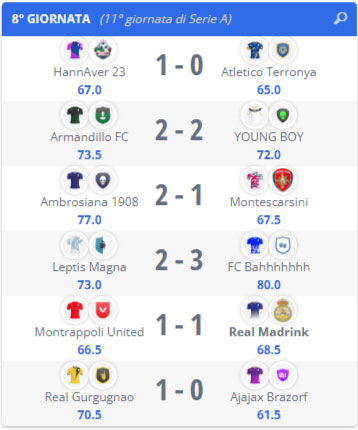 8° GIORNATA (11° giornata di Serie A)
HannAver 23 1 - 0 Atletico Terronya
67.0 65.0
Armandillo FC 2 - 2 YOUNG BOY
73.5 72.0
Ambrosiana 1908 2 - 1 Montescarsini
77.0 67.5
Leptis Magna 2 - 3 FC Bahhhhhhh
73.0 80.0
Montrappoli United 1 - 1 Real Madrink
66.5 68.5
Real Gurgugnao 1 - 0 Ajajax Brazorf
70.5 61.5